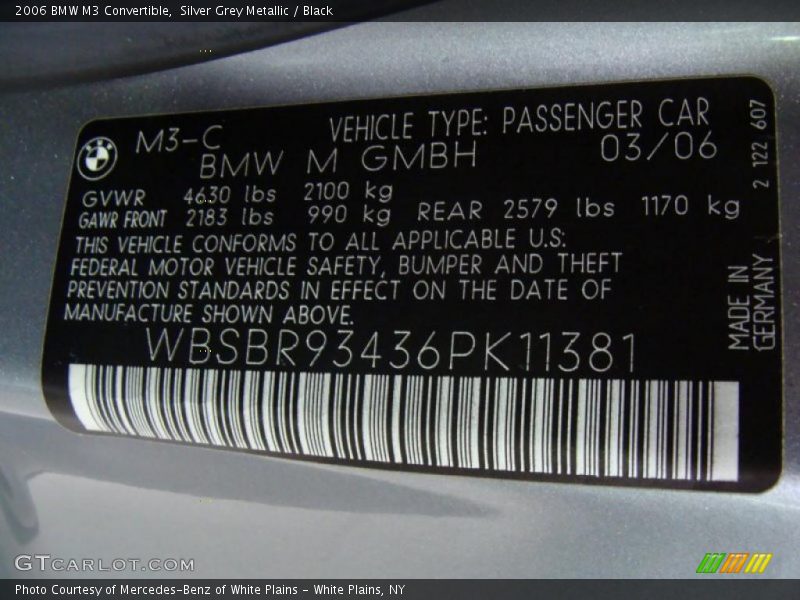 2006 BMW M3 Convertible,  Silver Grey Metallic / Black
BMW
M3-C
VEHICLE TYPE: PASSENGER CAR
BMW M GMBH
03/06
GVWR 4630 lbs 2100 kg
GAWR FRONT 2183 lbs 990 kg REAR 2579 lbs 1170 kg
THIS VEHICLE CONFORMS TO ALL APPLICABLE U.S:
FEDERAL MOTOR VEHICLE SAFETY, BUMPER AND THEFT
PREVENTION STANDARDS IN EFFECT ON THE DATE OF
MANUFACTURE SHOWN ABOVE.
WBSBR93436PK11381
2 122 607
MADE IN
GERMANY
GTCARLOT.COM
Photo Courtesy of Mercedes-Benz of White Plains - White Plains, NY